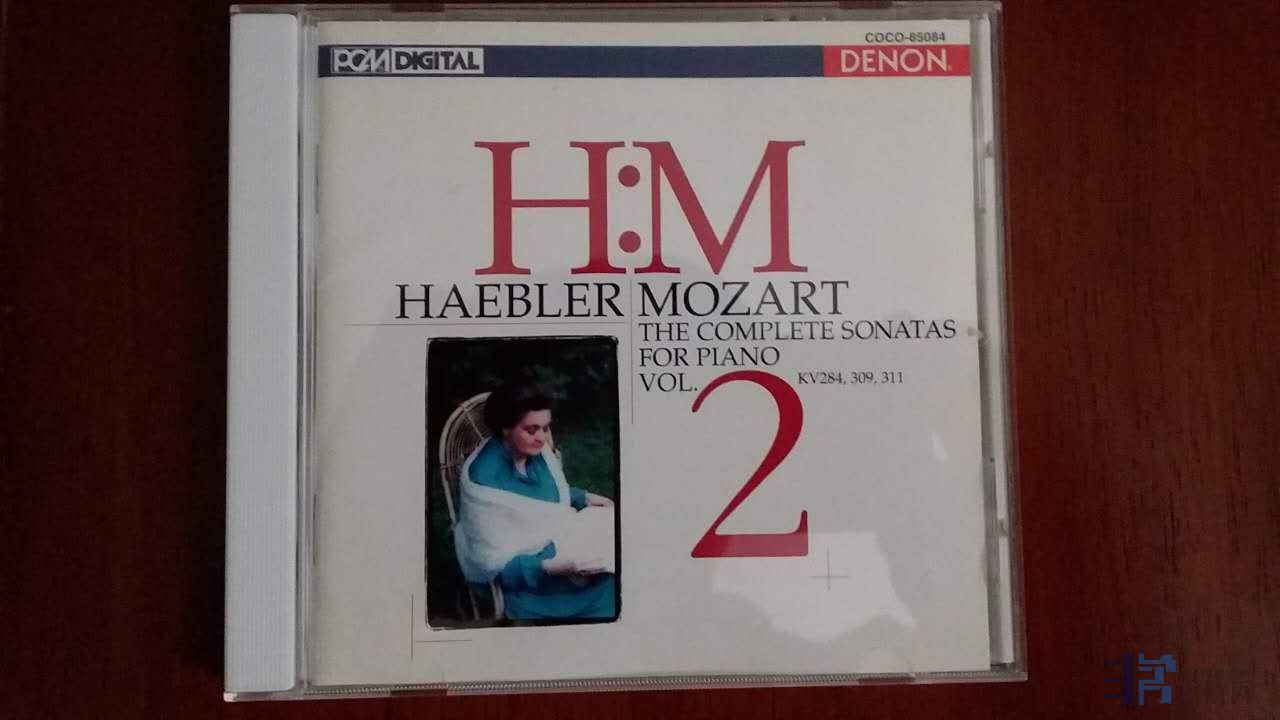 COCO-85084
PCM DIGITAL
DENON
H:M
HAEBLER MOZART
THE COMPLETE SONATAS
FOR PIANO
VOL. 2 KV284, 309, 311